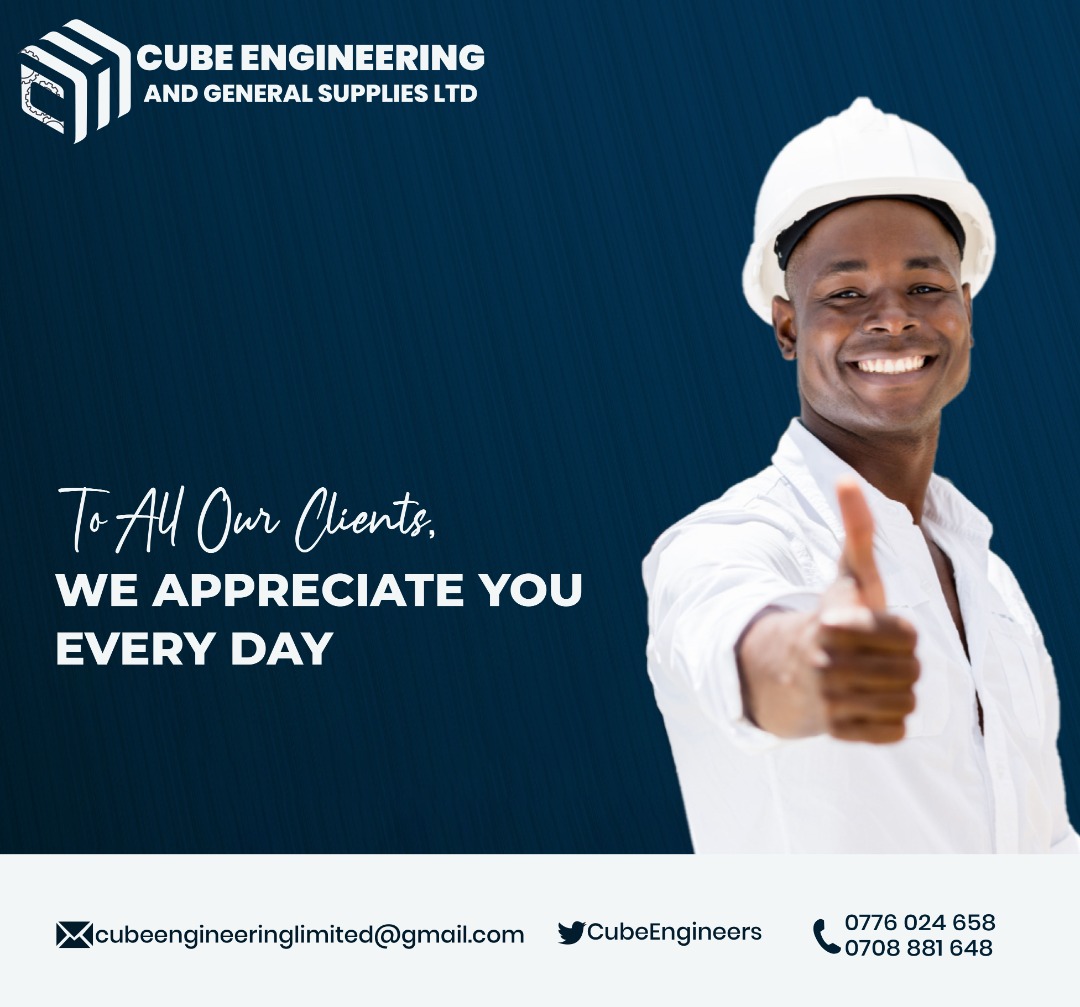 CUBE ENGINEERING
AND GENERAL SUPPLIES LTD
To All Our Clients,
WE APPRECIATE YOU
EVERY DAY
cubeengineeringlimited@gmail.com
CubeEngineers
0776 024 658
0708 881 648